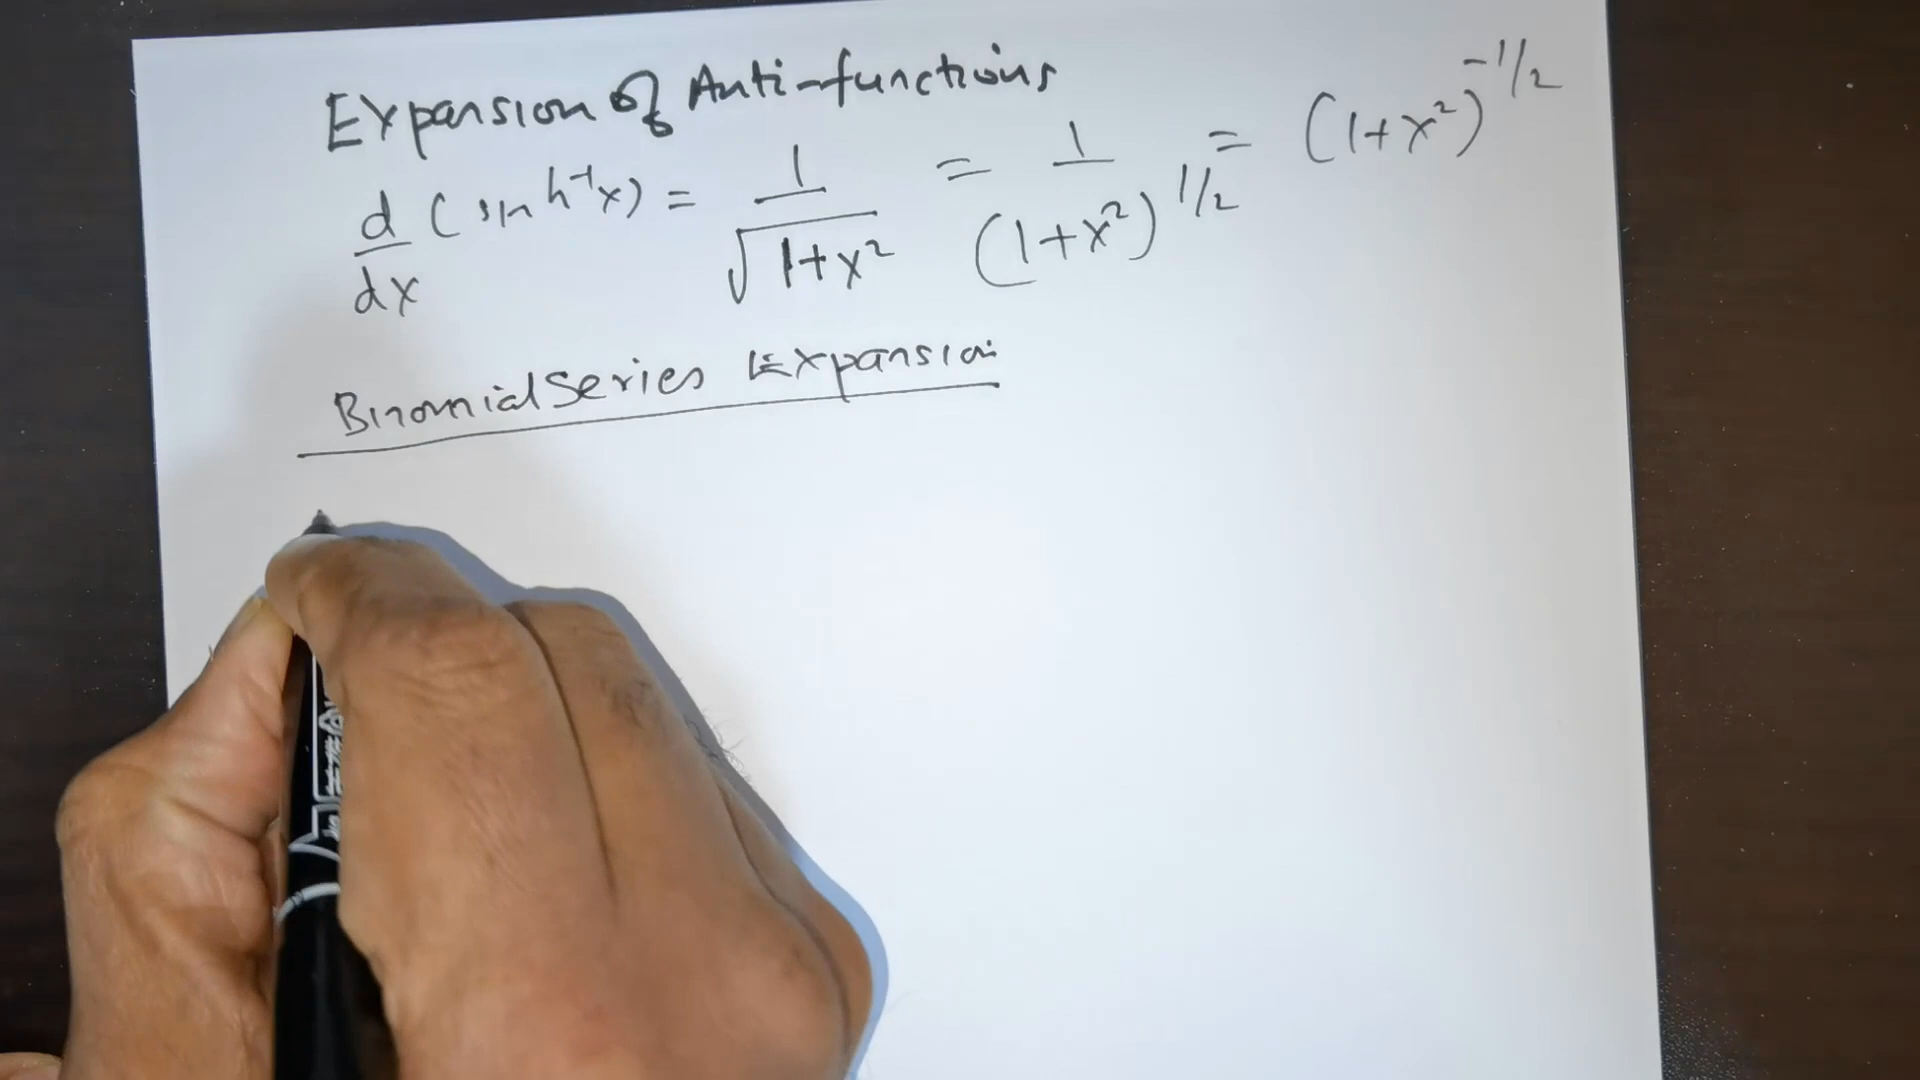 Expansion of Anti-functions
d/dx (sinh⁻¹x) = 1/√(1+x²) = 1/(1+x²)^1/2 = (1+x²)^-1/2
Binomial Series Expansion